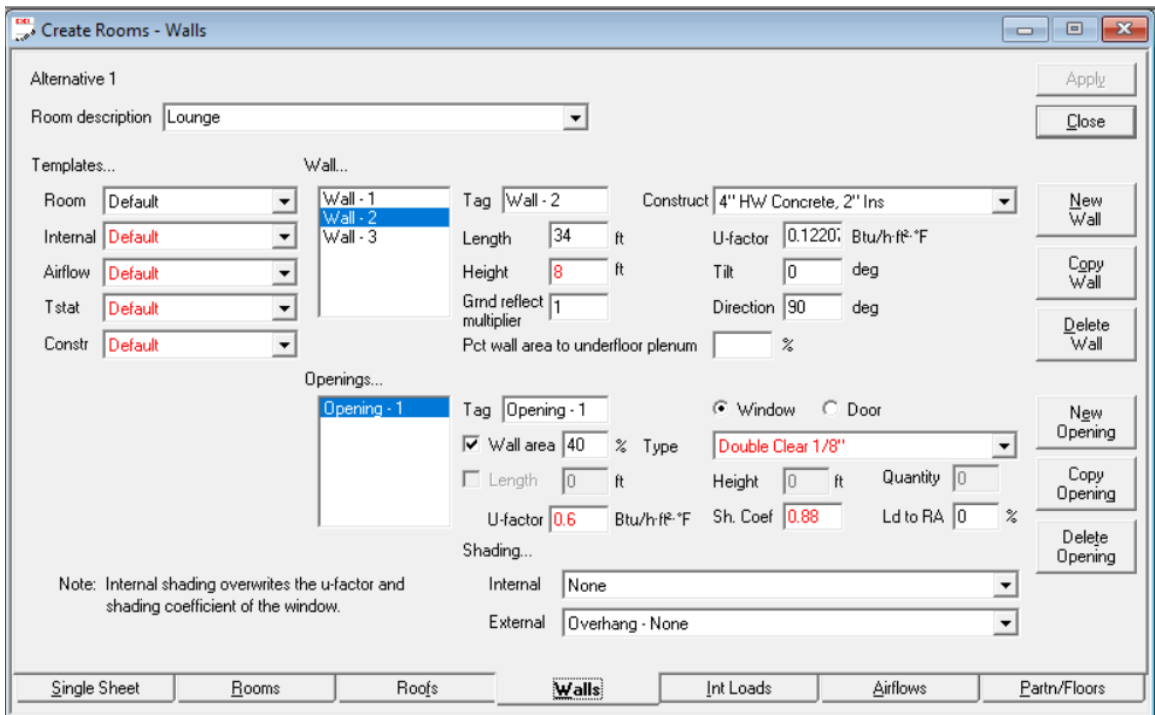 Create Rooms - Walls
Alternative 1
Apply
Room description Lounge
Close
Templates... Wall...
Room Default
Internal Default
Airflow Default
Tstat Default
Constr Default
Wall - 1
Wall - 2
Wall - 3
Tag Wall - 2 Construct 4" HW Concrete, 2" Ins
Length 34 ft U-factor 0.1220 Btu/h·ft²·°F
Height 8 ft Tilt 0 deg
Grnd reflect multiplier 1 Direction 90 deg
Pct wall area to underfloor plenum %
New Wall
Copy Wall
Delete Wall
Openings...
Opening - 1
Tag Opening - 1 Window Door
Wall area 40 % Type Double Clear 1/8"
Length 0 ft Height 0 ft Quantity 0
U-factor 0.6 Btu/h·ft²·°F Sh. Coef 0.88 Ld to RA 0 %
New Opening
Copy Opening
Delete Opening
Shading...
Internal None
External Overhang - None
Note: Internal shading overwrites the u-factor and
shading coefficient of the window.
Single Sheet Rooms Roofs Walls Int Loads Airflows Partn/Floors